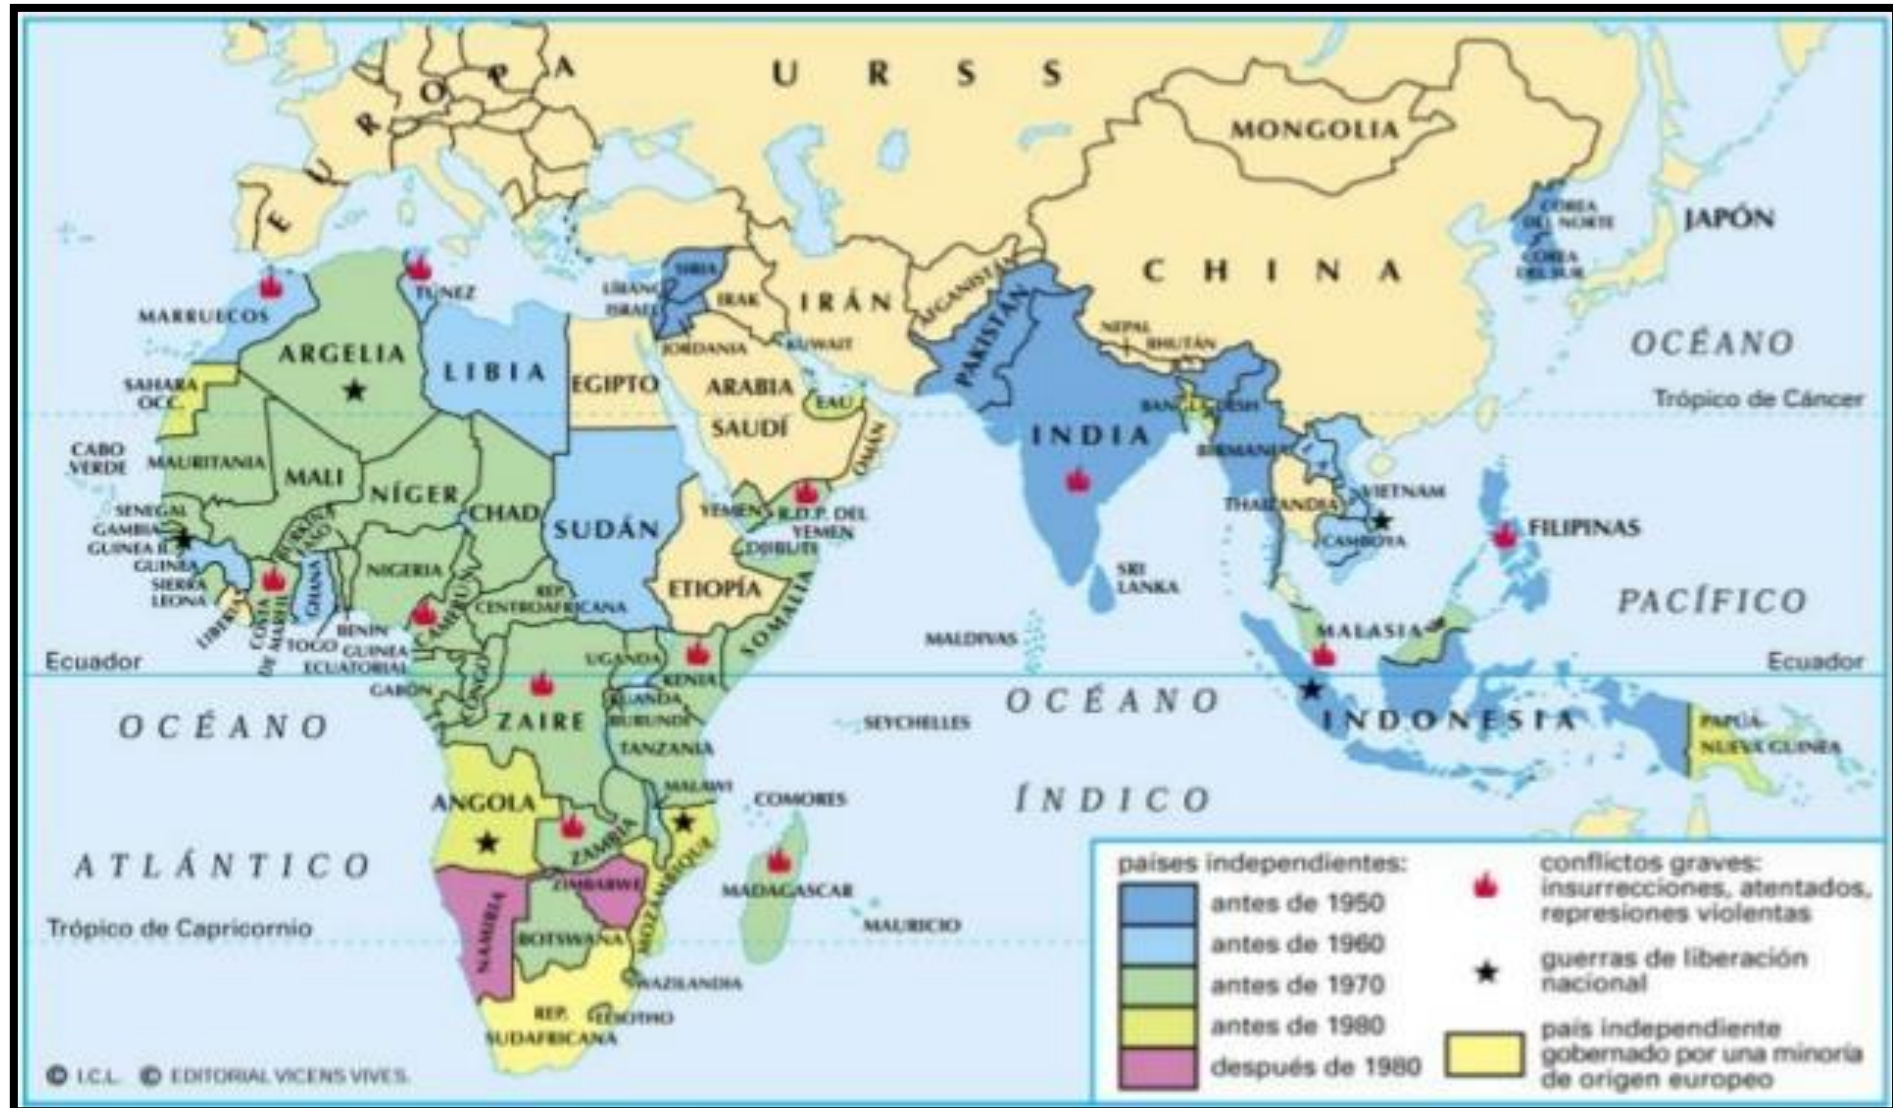 EUROPA
URSS
MONGOLIA
CHINA
JAPÓN
COREA
DEL NORTE
COREA
DEL SUR
SIRIA
LÍBANO
ISRAEL
IRAK
IRÁN
AFGANISTÁN
PAKISTÁN
JORDANIA
KUWAIT
NEPAL
BHUTÁN
MARRUECOS
TÚNEZ
ARGELIA
LIBIA
EGIPTO
ARABIA
SAUDÍ
EAU
OMÁN
INDIA
BANGLADESH
BIRMANIA
OCÉANO
Trópico de Cáncer
SAHARA
OCC.
CABO
VERDE
MAURITANIA
MALI
NÍGER
CHAD
SUDÁN
YEMEN
R.D.P. DEL
YEMEN
DJIBUTI
THAILANDIA
VIETNAM
CAMBOYA
FILIPINAS
SENEGAL
GAMBIA
GUINEA B.
GUINEA
SIERRA
LEONA
LIBERIA
COSTA
DE MARFIL
BURKINA
FASO
GHANA
TOGO
BENIN
NIGERIA
CAMERÚN
REP.
CENTROAFRICANA
ETIOPÍA
SOMALIA
SRI
LANKA
MALDIVAS
MALASIA
PACÍFICO
Ecuador
Ecuador
GUINEA
ECUATORIAL
GABÓN
CONGO
ZAIRE
UGANDA
KENIA
RUANDA
BURUNDI
TANZANIA
SEYCHELLES
OCÉANO
ÍNDICO
INDONESIA
PAPÚA-
NUEVA GUINEA
OCÉANO
ATLÁNTICO
ANGOLA
ZAMBIA
MALAWI
COMORES
MOZAMBIQUE
MADAGASCAR
MAURICIO
ZIMBABWE
NAMIBIA
BOTSWANA
Trópico de Capricornio
SWAZILANDIA
LESOTHO
REP.
SUDAFRICANA
© I.C.L. © EDITORIAL VICENS VIVES.
países independientes:
antes de 1950
antes de 1960
antes de 1970
antes de 1980
después de 1980
conflictos graves:
insurrecciones, atentados,
represiones violentas
guerras de liberación
nacional
país independiente
gobernado por una minoría
de origen europeo